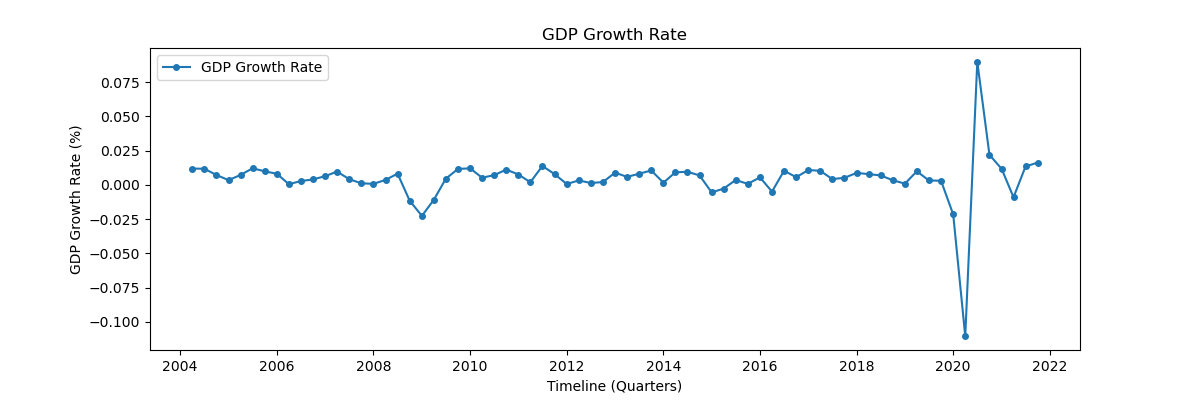 GDP Growth Rate
GDP Growth Rate
0.075
0.050
0.025
0.000
−0.025
−0.050
−0.075
−0.100
GDP Growth Rate (%)
2004 2006 2008 2010 2012 2014 2016 2018 2020 2022
Timeline (Quarters)